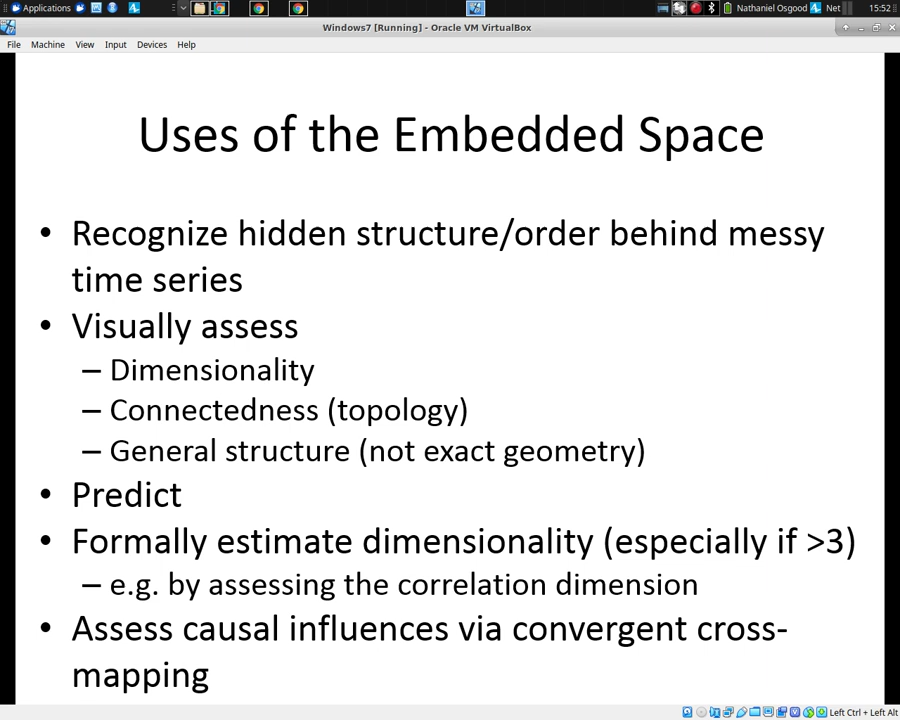 Applications Nathaniel Osgood Net 15:52
Windows7 [Running] - Oracle VM VirtualBox
File Machine View Input Devices Help
Uses of the Embedded Space
• Recognize hidden structure/order behind messy
time series
• Visually assess
– Dimensionality
– Connectedness (topology)
– General structure (not exact geometry)
• Predict
• Formally estimate dimensionality (especially if >3)
– e.g. by assessing the correlation dimension
• Assess causal influences via convergent cross-
mapping
Left Ctrl + Left Alt